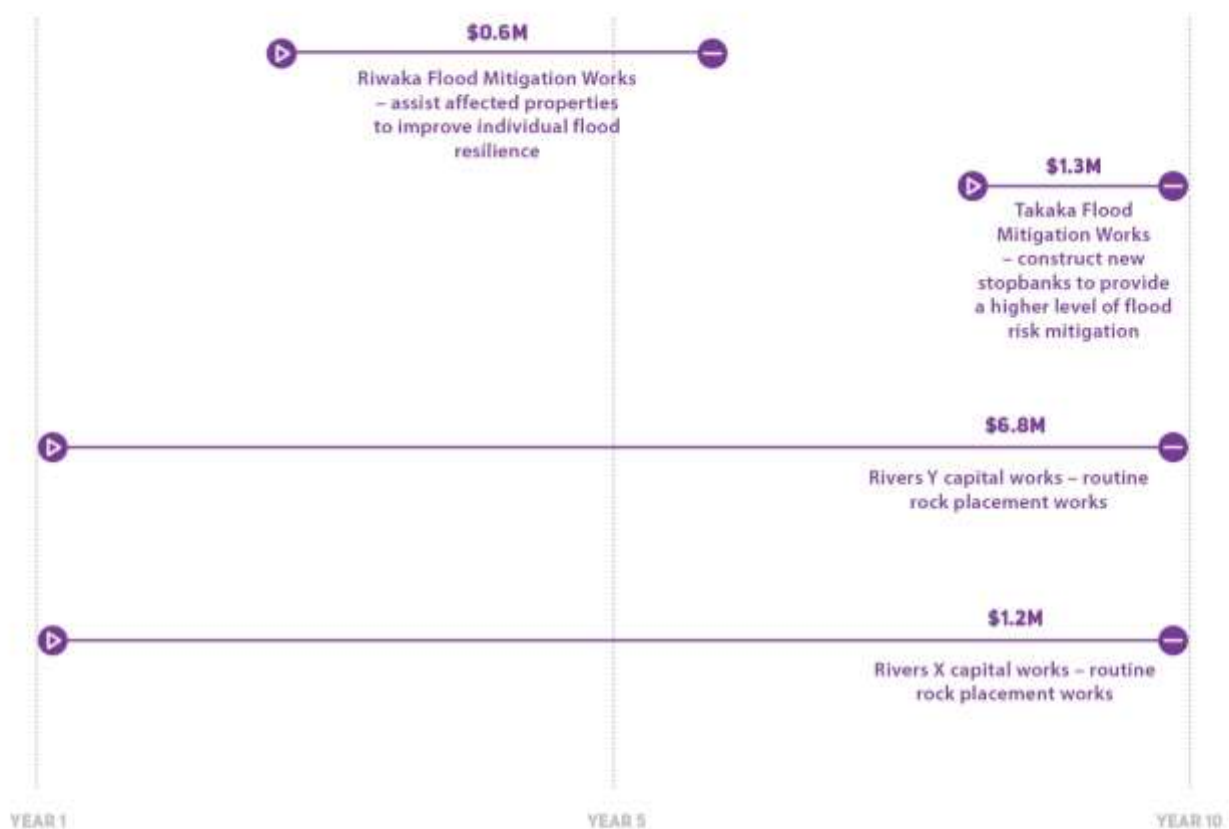 $0.6M
Riwaka Flood Mitigation Works
– assist affected properties
to improve individual flood
resilience
$1.3M
Takaka Flood
Mitigation Works
– construct new
stopbanks to provide
a higher level of flood
risk mitigation
$6.8M
Rivers Y capital works – routine
rock placement works
$1.2M
Rivers X capital works – routine
rock placement works
YEAR 1
YEAR 5
YEAR 10